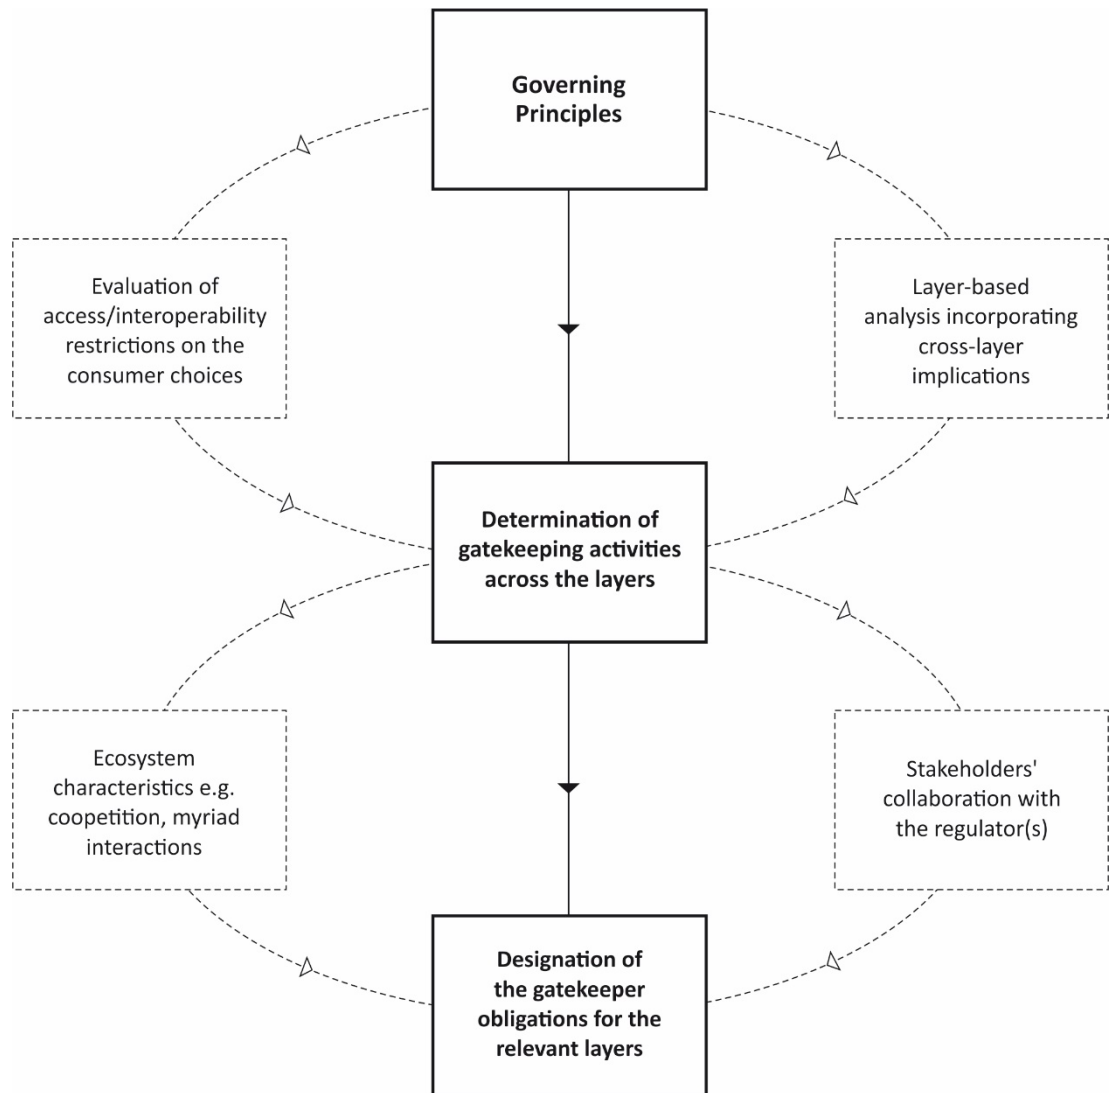 Governing
Principles
Evaluation of
access/interoperability
restrictions on the
consumer choices
Layer-based
analysis incorporating
cross-layer
implications
Determination of
gatekeeping activities
across the layers
Ecosystem
characteristics e.g.
coopetition, myriad
interactions
Stakeholders'
collaboration with
the regulator(s)
Designation of
the gatekeeper
obligations for the
relevant layers